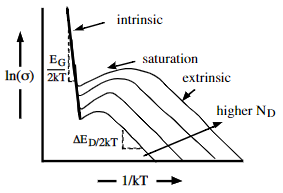 intrinsic
saturation
E_G
2kT
ln(σ)
extrinsic
higher N_D
ΔE_D/2kT
1/kT